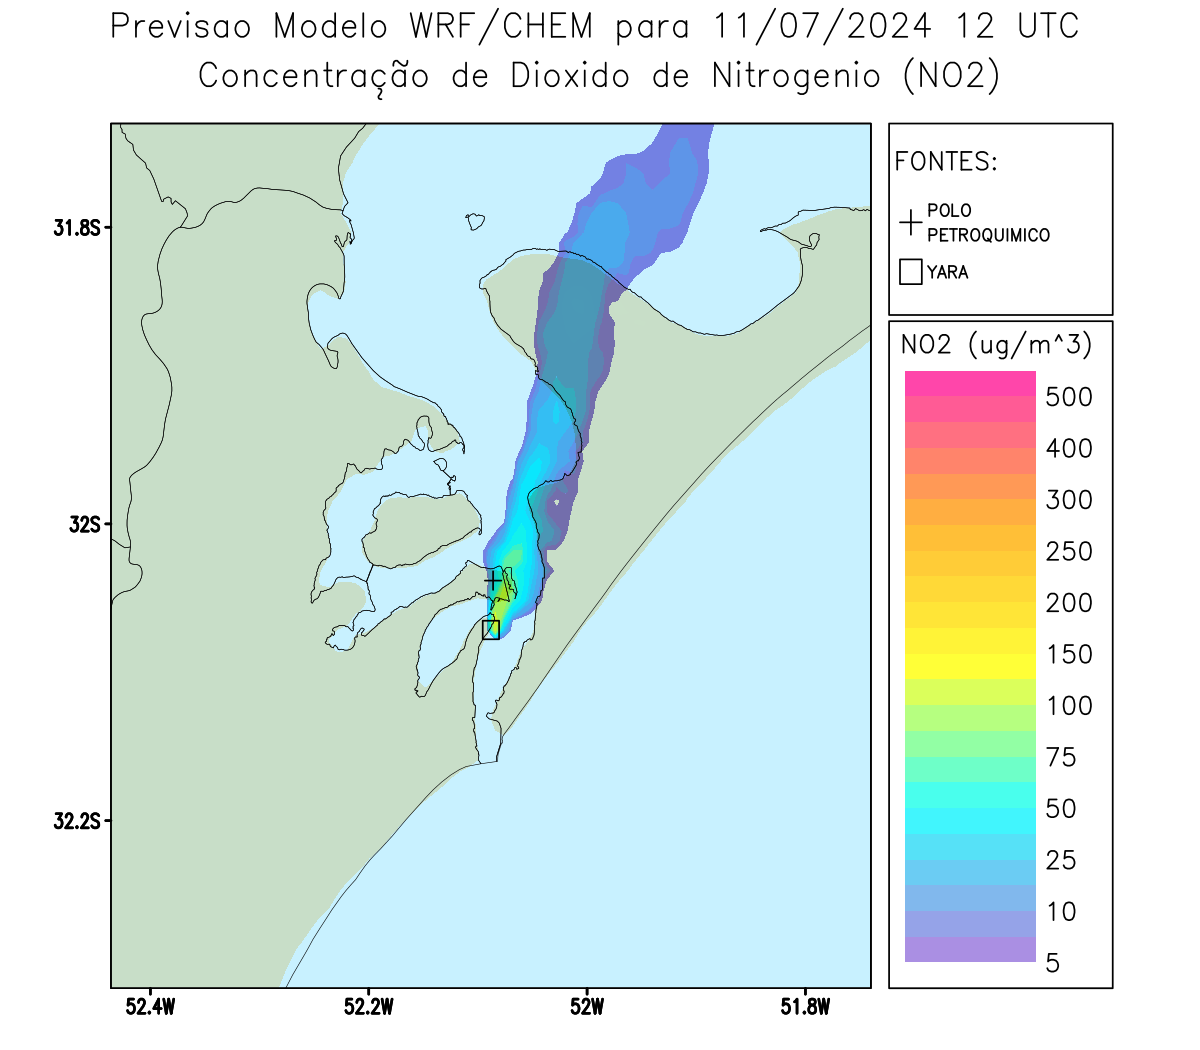 Previsao Modelo WRF/CHEM para 11/07/2024 12 UTC
Concentração de Dioxido de Nitrogenio (NO2)
FONTES:
POLO
PETROQUIMICO
YARA
NO2 (ug/m^3)
500
400
300
250
200
150
100
75
50
25
10
5
31.8S
32S
32.2S
52.4W
52.2W
52W
51.8W